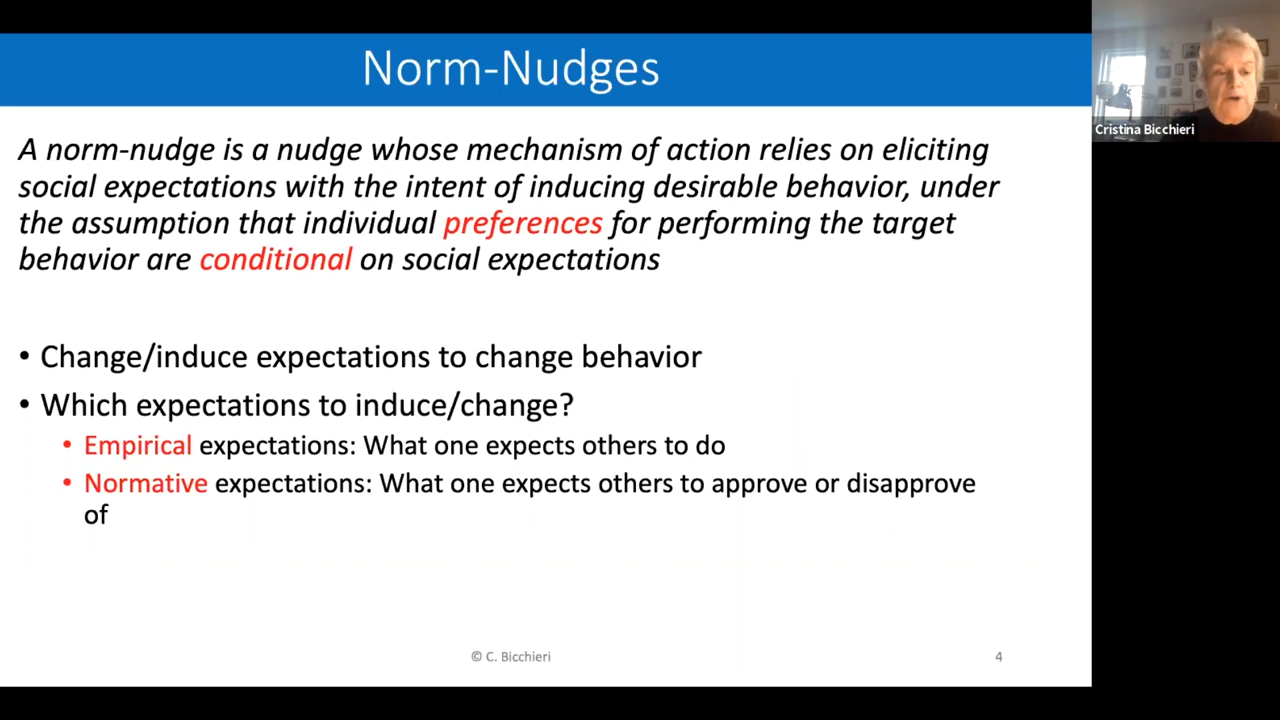 Norm-Nudges
A norm-nudge is a nudge whose mechanism of action relies on eliciting
social expectations with the intent of inducing desirable behavior, under
the assumption that individual preferences for performing the target
behavior are conditional on social expectations
• Change/induce expectations to change behavior
• Which expectations to induce/change?
• Empirical expectations: What one expects others to do
• Normative expectations: What one expects others to approve or disapprove
of
© C. Bicchieri
4
Cristina Bicchieri